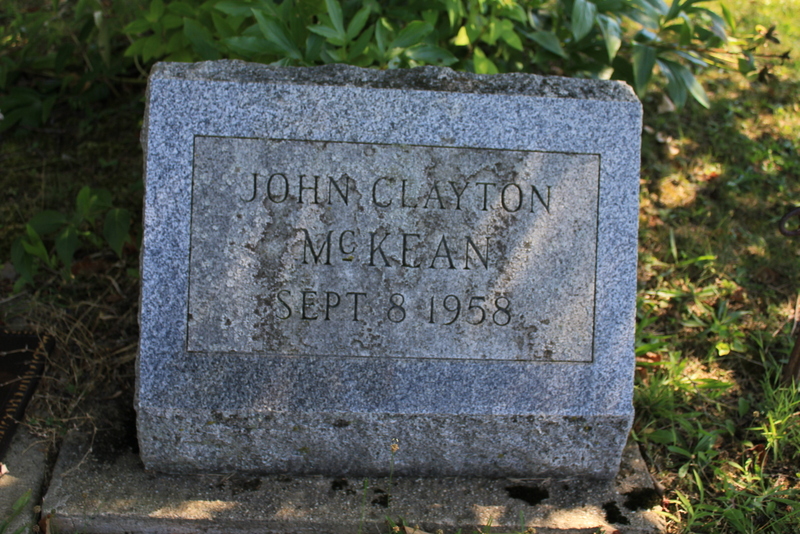 JOHN CLAYTON
McKEAN
SEPT 8 1958